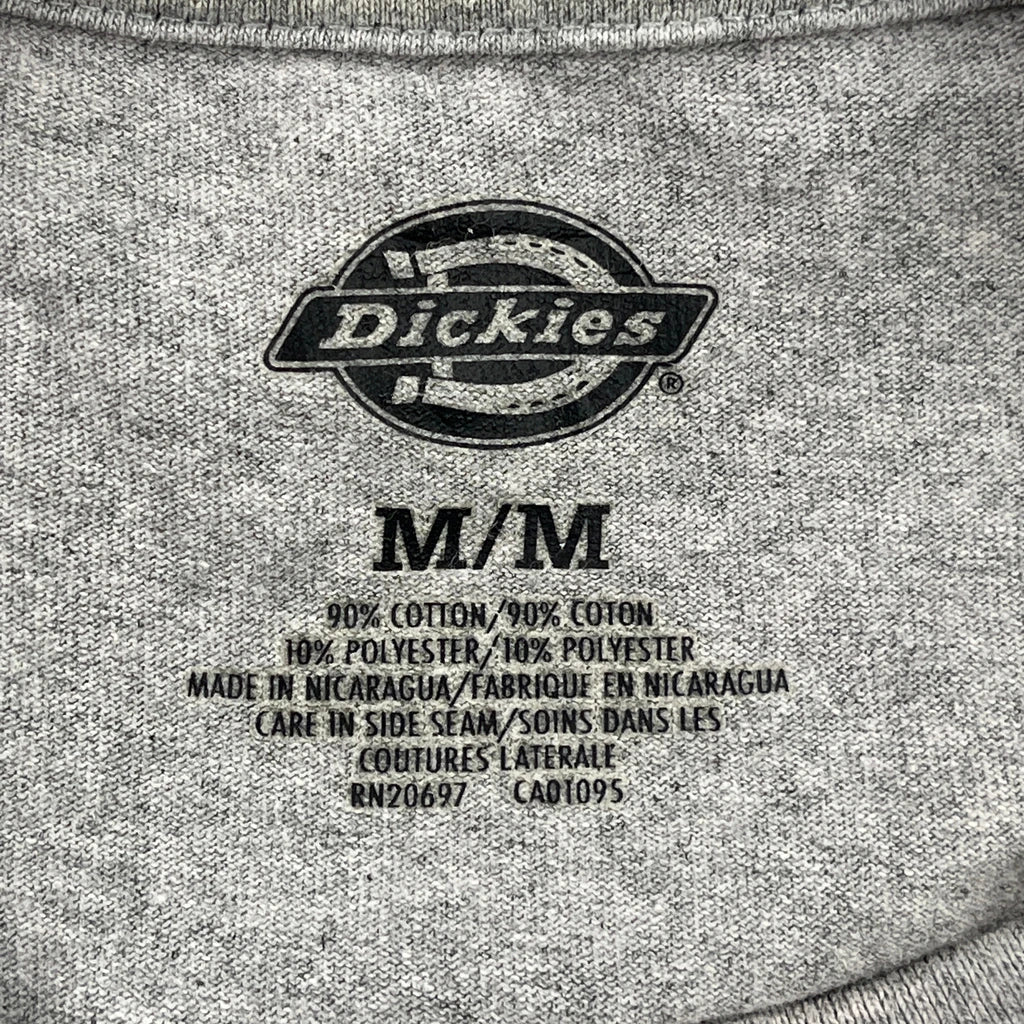 Dickies®
M/M
90% COTTON/90% COTON
10% POLYESTER/10% POLYESTER
MADE IN NICARAGUA/FABRIQUE EN NICARAGUA
CARE IN SIDE SEAM/SOINS DANS LES
COUTURES LATERALE
RN20697 CA01095